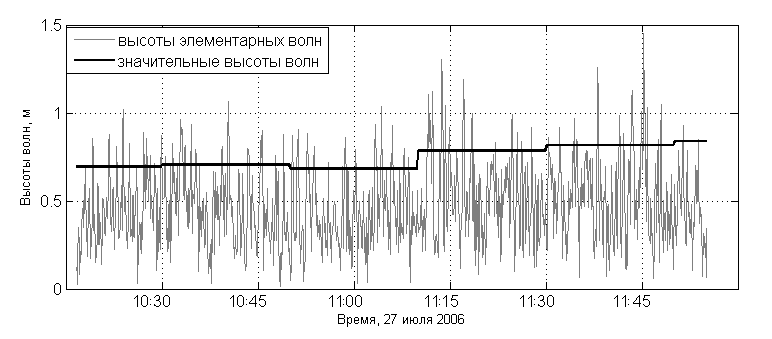 1.5
высоты элементарных волн
значительные высоты волн
1
Высоты волн, м
0.5
0
10:30 10:45 11:00 11:15 11:30 11:45
Время, 27 июля 2006